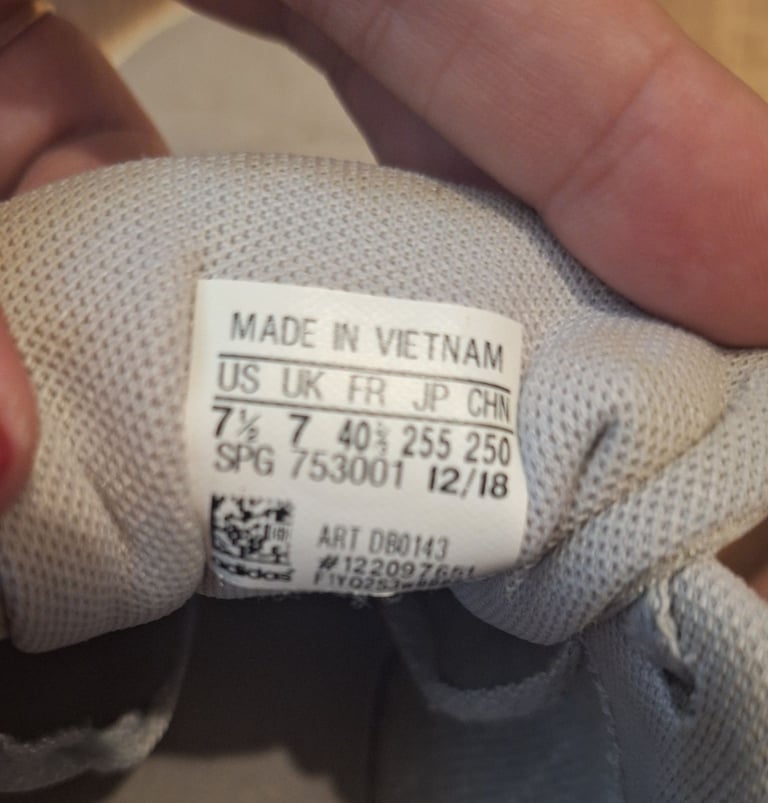 MADE IN VIETNAM
US UK FR JP CHN
7½ 7 40⅔ 255 250
SPG 753001 12/18
ART DB0143
adidas